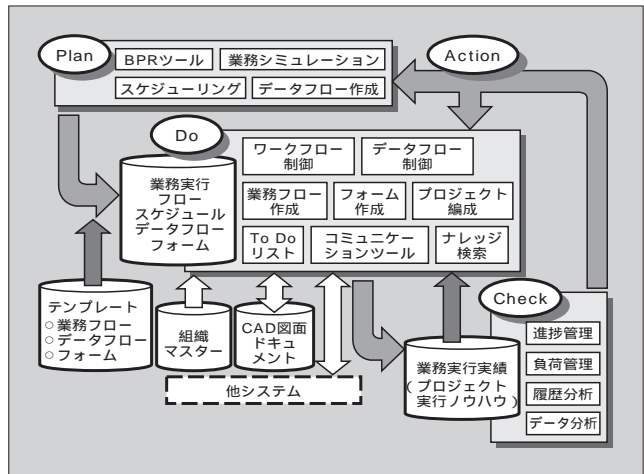 Plan
BPRツール
業務シミュレーション
スケジューリング
データフロー作成
Action
Do
業務実行
フロー
スケジュール
データフロー
フォーム
ワークフロー
制御
データフロー
制御
業務フロー
作成
フォーム
作成
プロジェクト
編成
To Do
リスト
コミュニケー
ションツール
ナレッジ
検索
テンプレート
○業務フロー
○データフロー
○フォーム
組織
マスター
CAD図面
ドキュ
メント
他システム
業務実行実績
(プロジェクト
実行ノウハウ)
Check
進捗管理
負荷管理
履歴分析
データ分析